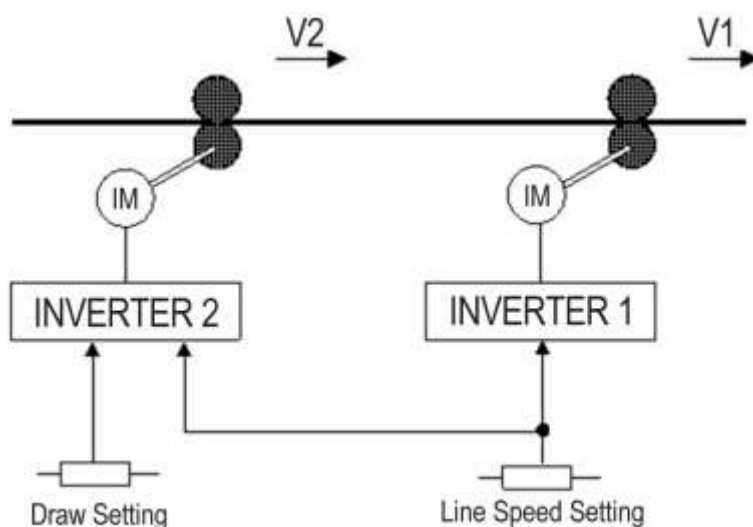 V2
V1
IM
IM
INVERTER 2
INVERTER 1
Draw Setting
Line Speed Setting